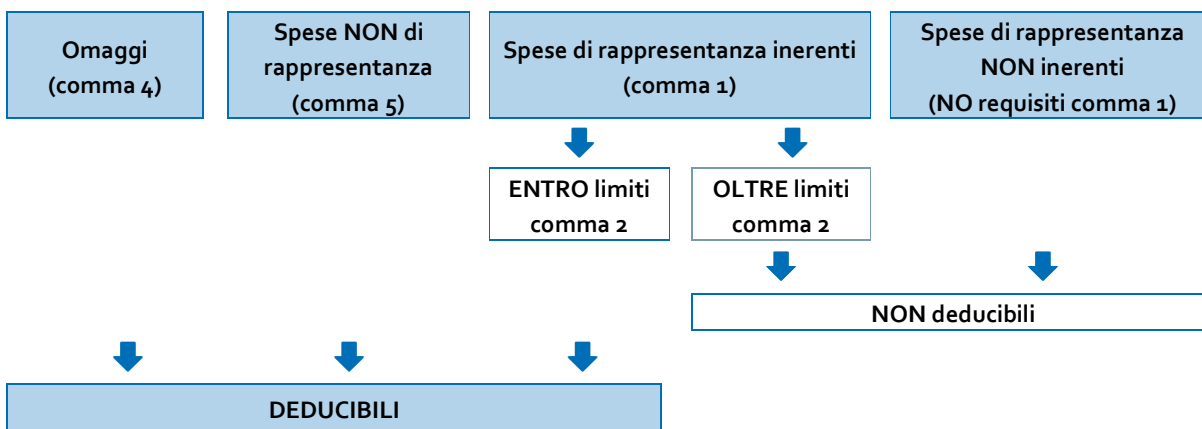 Omaggi
(comma 4)
Spese NON di
rappresentanza
(comma 5)
Spese di rappresentanza inerenti
(comma 1)
Spese di rappresentanza
NON inerenti
(NO requisiti comma 1)
ENTRO limiti
comma 2
OLTRE limiti
comma 2
NON deducibili
DEDUCIBILI